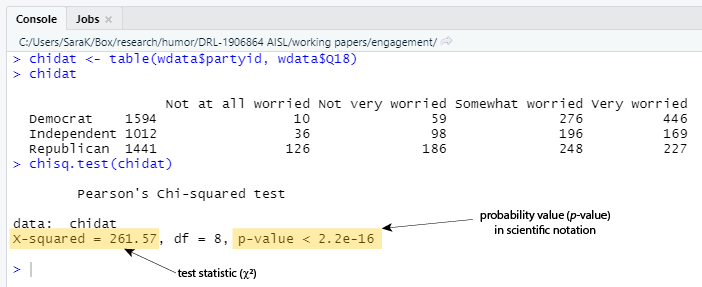 Console Jobs ×
C:/Users/SaraK/Box/research/humor/DRL-1906864 AISL/working papers/engagement/
> chidat <- table(wdata$partyid, wdata$Q18)
> chidat
Not at all worried Not very worried Somewhat worried Very worried
Democrat 1594 10 59 276 446
Independent 1012 36 98 196 169
Republican 1441 126 186 248 227
> chisq.test(chidat)
Pearson's Chi-squared test
data: chidat
X-squared = 261.57, df = 8, p-value < 2.2e-16
probability value (p-value)
in scientific notation
>
test statistic (χ²)